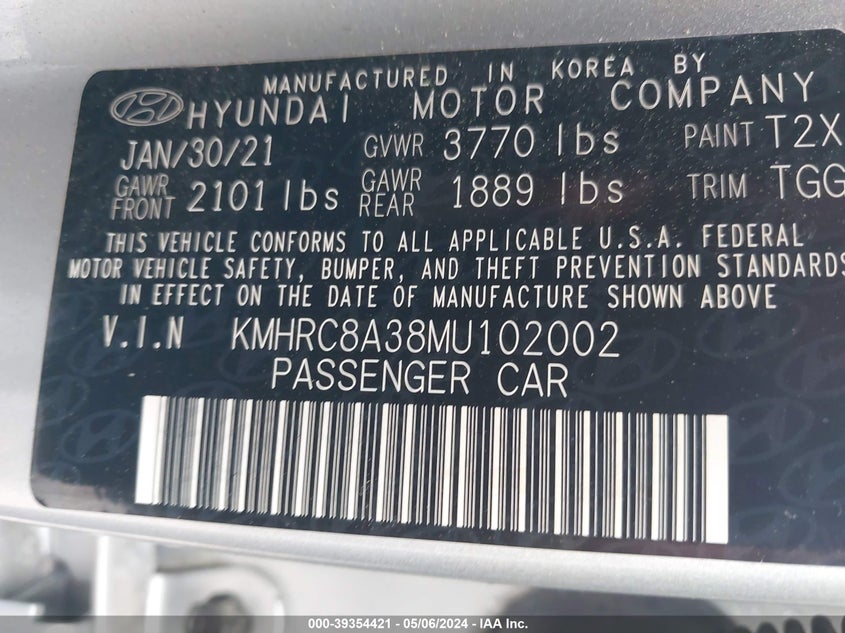 MANUFACTURED IN KOREA BY
HYUNDAI MOTOR COMPANY
JAN/30/21 GVWR 3770 lbs PAINT T2X
GAWR FRONT 2101 lbs GAWR REAR 1889 lbs TRIM TGG
THIS VEHICLE CONFORMS TO ALL APPLICABLE U.S.A. FEDERAL
MOTOR VEHICLE SAFETY, BUMPER, AND THEFT PREVENTION STANDARDS
IN EFFECT ON THE DATE OF MANUFACTURE SHOWN ABOVE
V.I.N KMHRC8A38MU102002
PASSENGER CAR
000-39354421 - 05/06/2024 - IAA Inc.